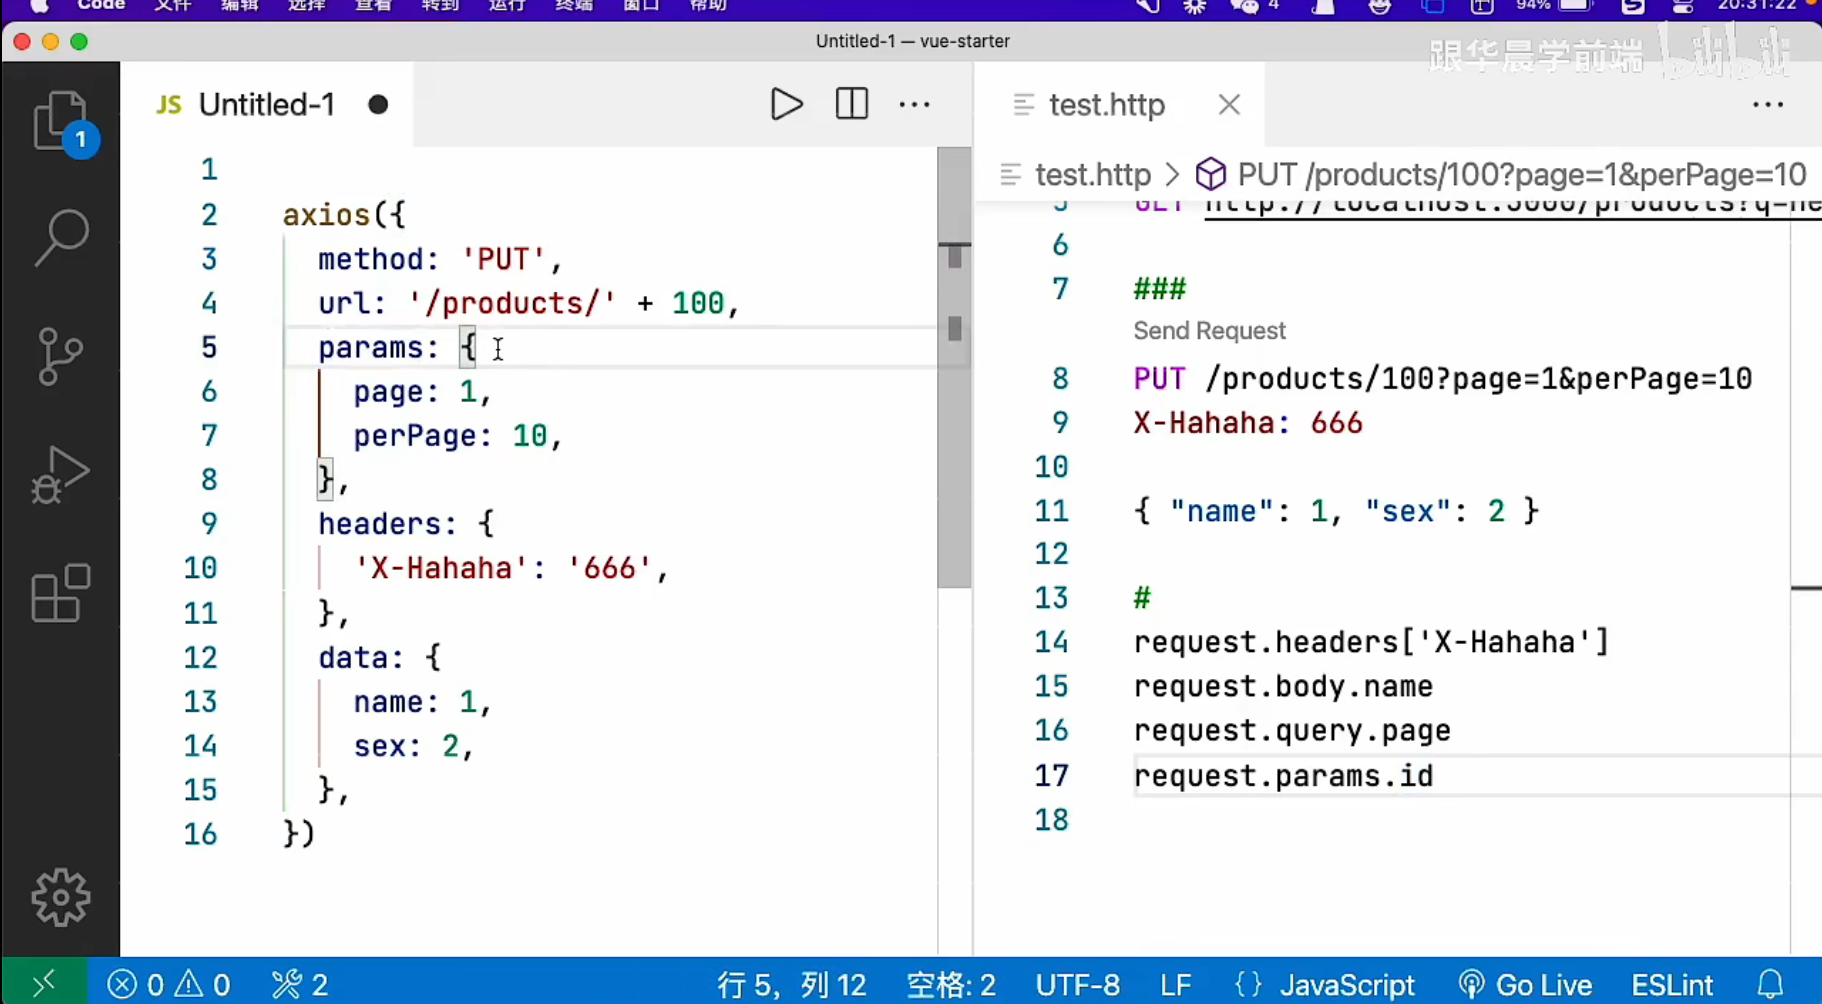 Code 文件 编辑 选择 查看 转到 运行 终端 窗口 帮助 4 94% 20:31:22
Untitled-1 — vue-starter
跟华晨学前端 bilibili
JS Untitled-1
1
1
2 axios({
3 method: 'PUT',
4 url: '/products/' + 100,
5 params: {
6 page: 1,
7 perPage: 10,
8 },
9 headers: {
10 'X-Hahaha': '666',
11 },
12 data: {
13 name: 1,
14 sex: 2,
15 },
16 })
test.http
test.http > PUT /products/100?page=1&perPage=10
5 GET http://localhost:3000/products?q=ne
6
7 ###
Send Request
8 PUT /products/100?page=1&perPage=10
9 X-Hahaha: 666
10
11 { "name": 1, "sex": 2 }
12
13 #
14 request.headers['X-Hahaha']
15 request.body.name
16 request.query.page
17 request.params.id
18
0 0 2 行 5, 列 12 空格: 2 UTF-8 LF {} JavaScript Go Live ESLint